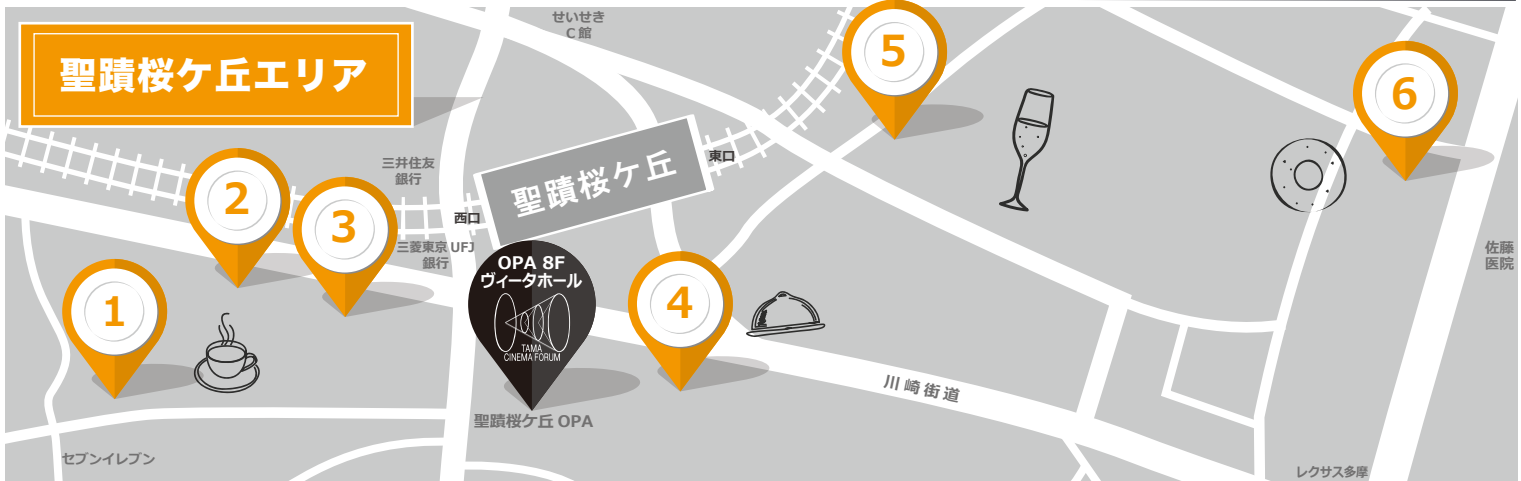 聖蹟桜ケ丘エリア
せいせき
C館
5
6
2
三井住友
銀行
聖蹟桜ケ丘
東口
3
西口
三菱東京UFJ
銀行
佐藤
医院
1
OPA 8F
ヴィータホール
TAMA
CINEMA FORUM
4
川崎街道
聖蹟桜ケ丘 OPA
セブンイレブン
レクサス多摩